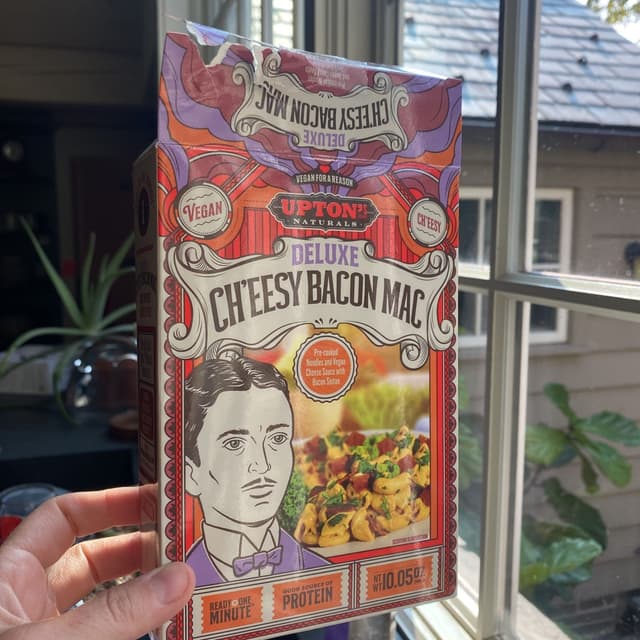 CH'EESY BACON MAC
DELUXE
VEGAN FOR A REASON
VEGAN
UPTON'S
NATURALS
CH'EESY
DELUXE
CH'EESY BACON MAC
Pre-cooked
Noodles and Vegan
Cheese Sauce with
Bacon Seitan
READY IN ONE
MINUTE
GOOD SOURCE OF
PROTEIN
NET
WT 10.05 OZ